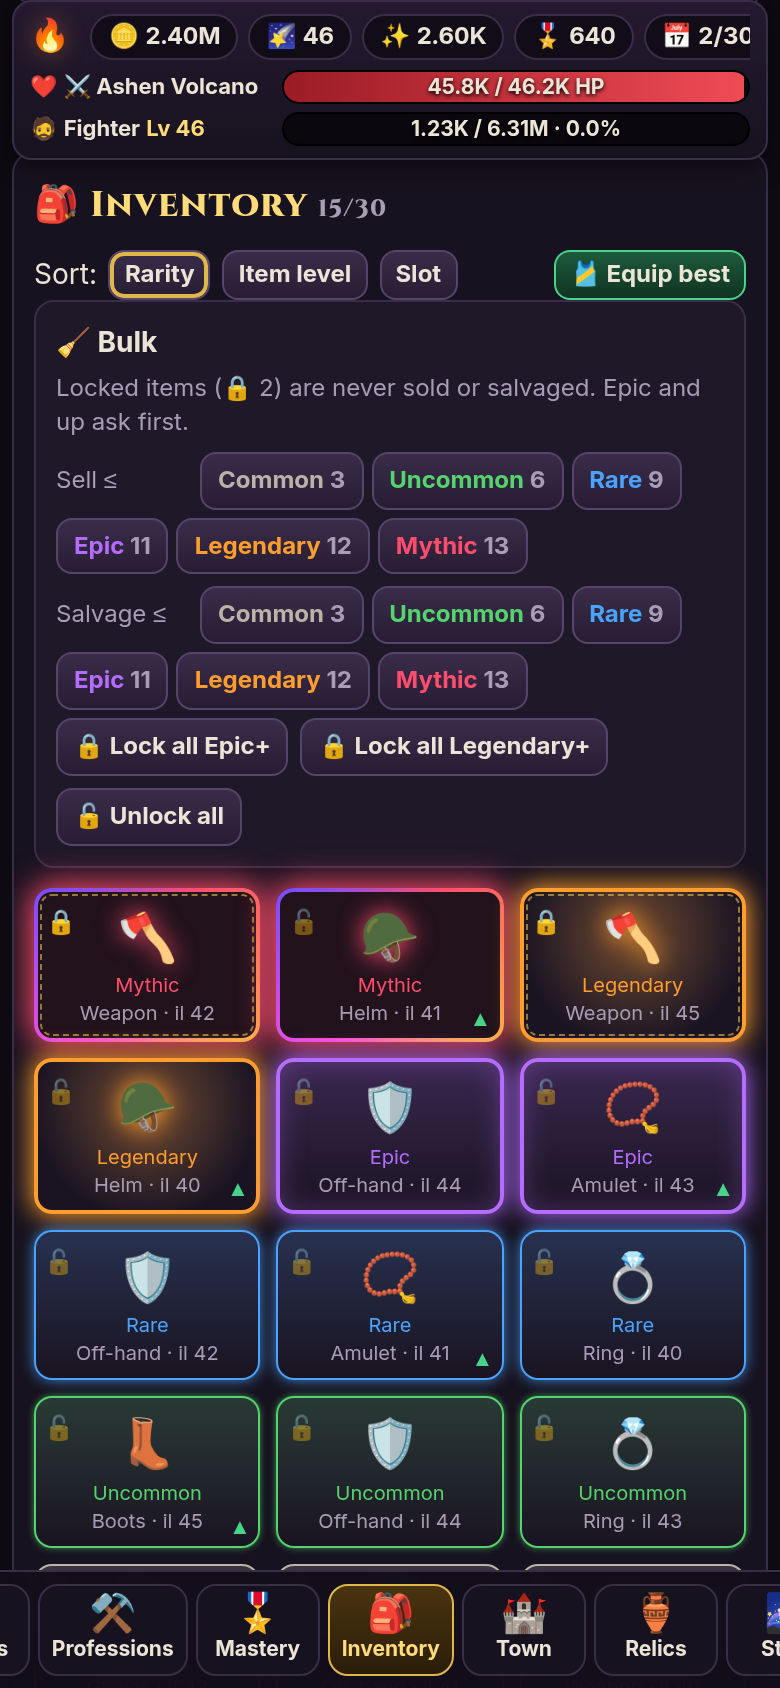 2.40M 46 2.60K 640 2/30
Ashen Volcano 45.8K / 46.2K HP
Fighter Lv 46 1.23K / 6.31M · 0.0%
Inventory 15/30
Sort: Rarity Item level Slot Equip best
Bulk
Locked items (🔒 2) are never sold or salvaged. Epic and
up ask first.
Sell ≤ Common 3 Uncommon 6 Rare 9
Epic 11 Legendary 12 Mythic 13
Salvage ≤ Common 3 Uncommon 6 Rare 9
Epic 11 Legendary 12 Mythic 13
Lock all Epic+ Lock all Legendary+
Unlock all
Mythic Mythic Legendary
Weapon · il 42 Helm · il 41 Weapon · il 45
Legendary Epic Epic
Helm · il 40 Off-hand · il 44 Amulet · il 43
Rare Rare Rare
Off-hand · il 42 Amulet · il 41 Ring · il 40
Uncommon Uncommon Uncommon
Boots · il 45 Off-hand · il 44 Ring · il 43
s Professions Mastery Inventory Town Relics St